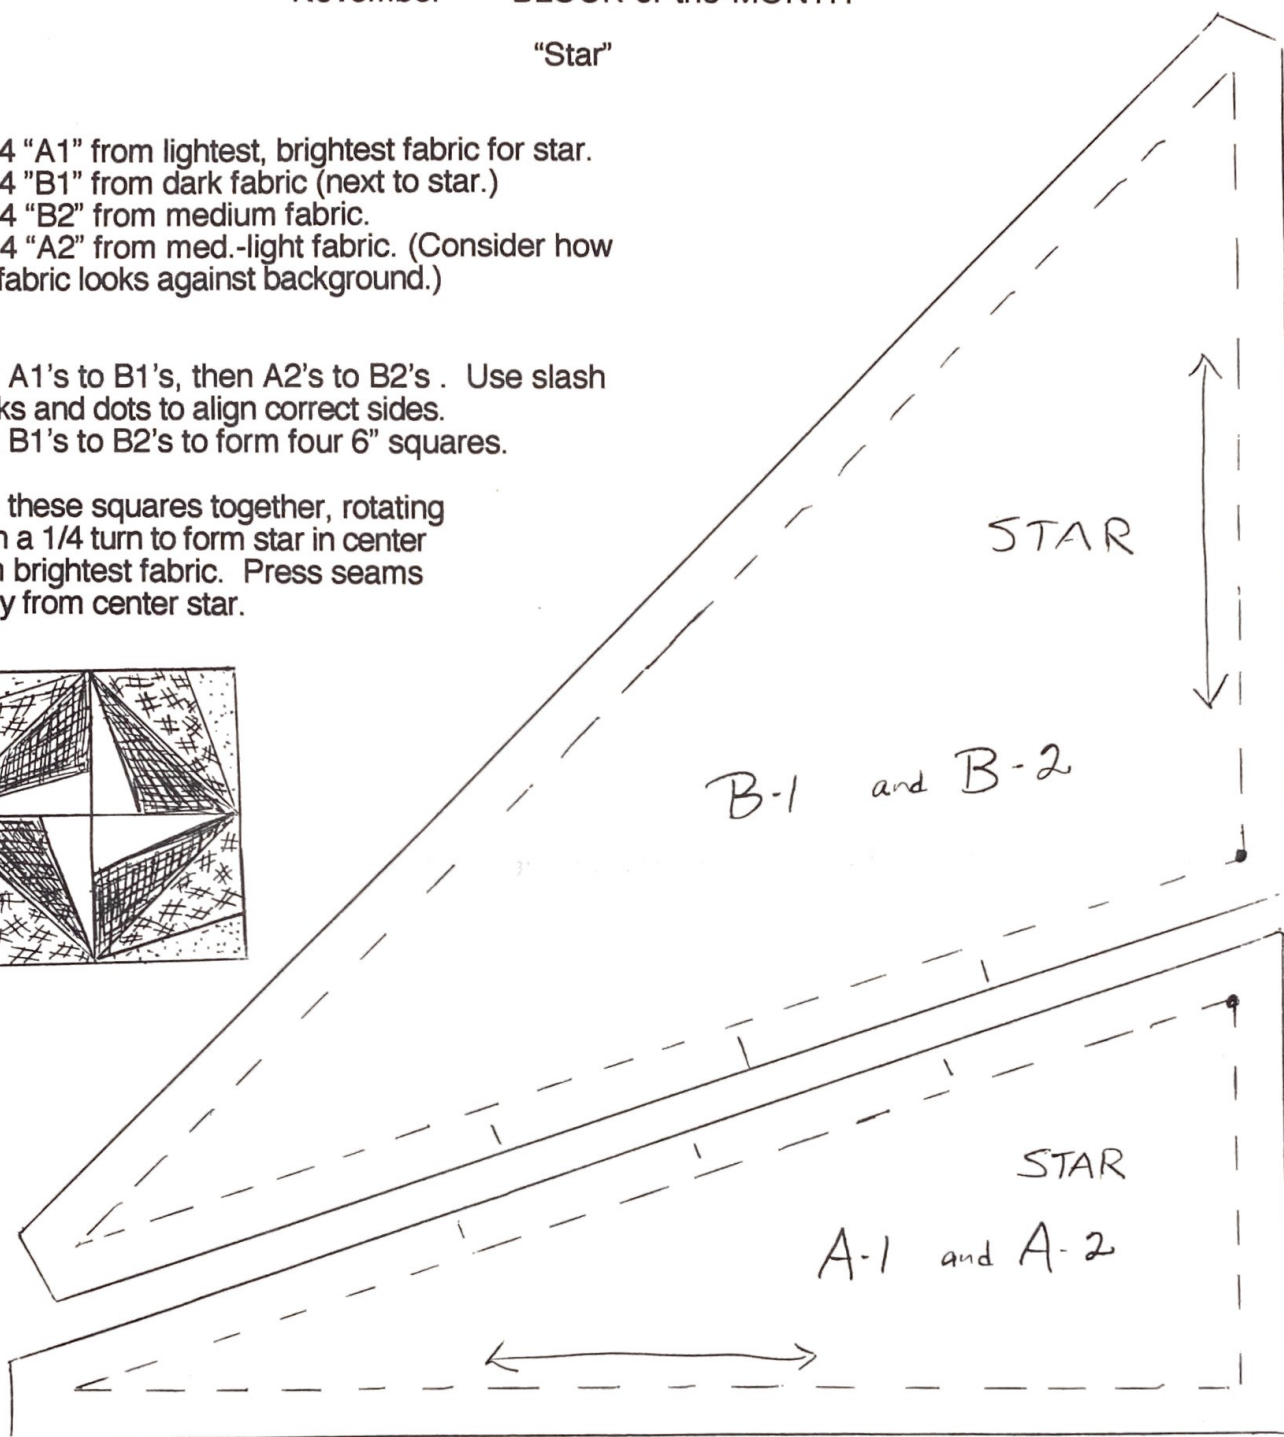 "Star"
4 "A1" from lightest, brightest fabric for star.
4 "B1" from dark fabric (next to star.)
4 "B2" from medium fabric.
4 "A2" from med.-light fabric. (Consider how
fabric looks against background.)
A1's to B1's, then A2's to B2's . Use slash
ks and dots to align correct sides.
B1's to B2's to form four 6" squares.
these squares together, rotating
a 1/4 turn to form star in center
brightest fabric. Press seams
y from center star.
STAR
B-1 and B-2
STAR
A-1 and A-2